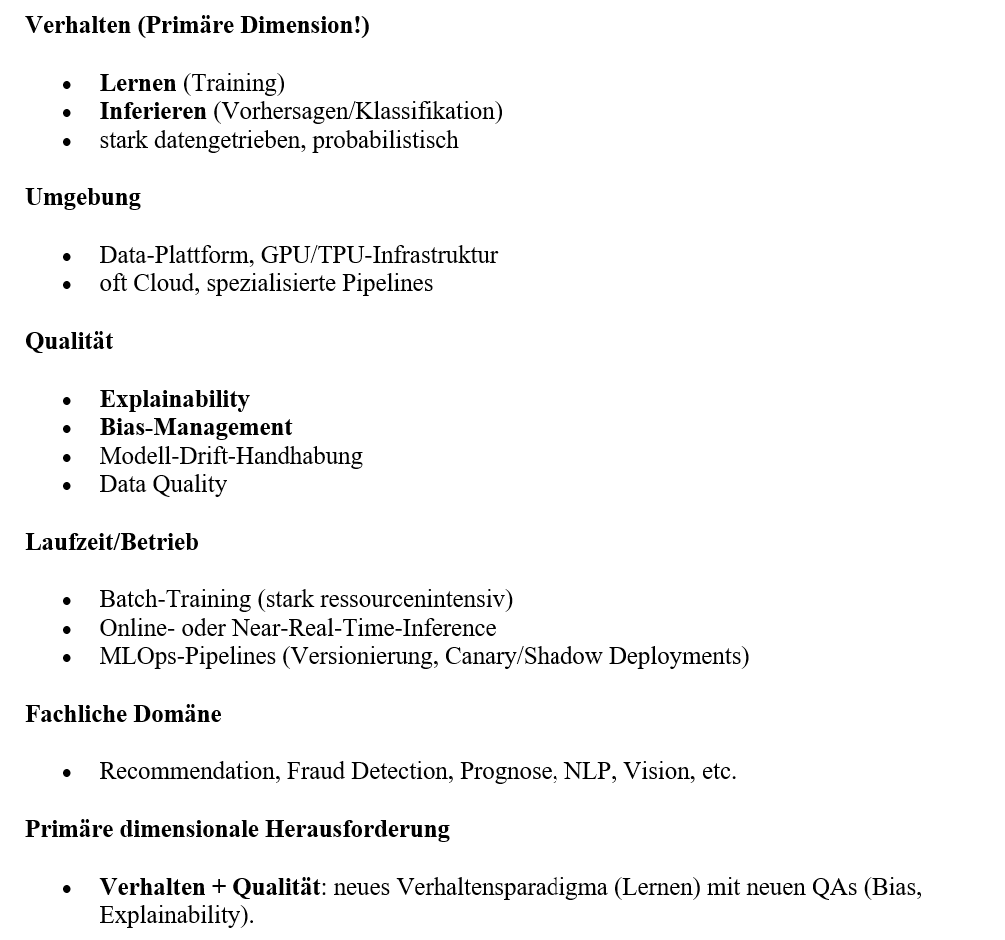 Verhalten (Primäre Dimension!)
• Lernen (Training)
• Inferieren (Vorhersagen/Klassifikation)
• stark datengetrieben, probabilistisch
Umgebung
• Data-Plattform, GPU/TPU-Infrastruktur
• oft Cloud, spezialisierte Pipelines
Qualität
• Explainability
• Bias-Management
• Modell-Drift-Handhabung
• Data Quality
Laufzeit/Betrieb
• Batch-Training (stark ressourcenintensiv)
• Online- oder Near-Real-Time-Inference
• MLOps-Pipelines (Versionierung, Canary/Shadow Deployments)
Fachliche Domäne
• Recommendation, Fraud Detection, Prognose, NLP, Vision, etc.
Primäre dimensionale Herausforderung
• Verhalten + Qualität: neues Verhaltensparadigma (Lernen) mit neuen QAs (Bias,
Explainability).